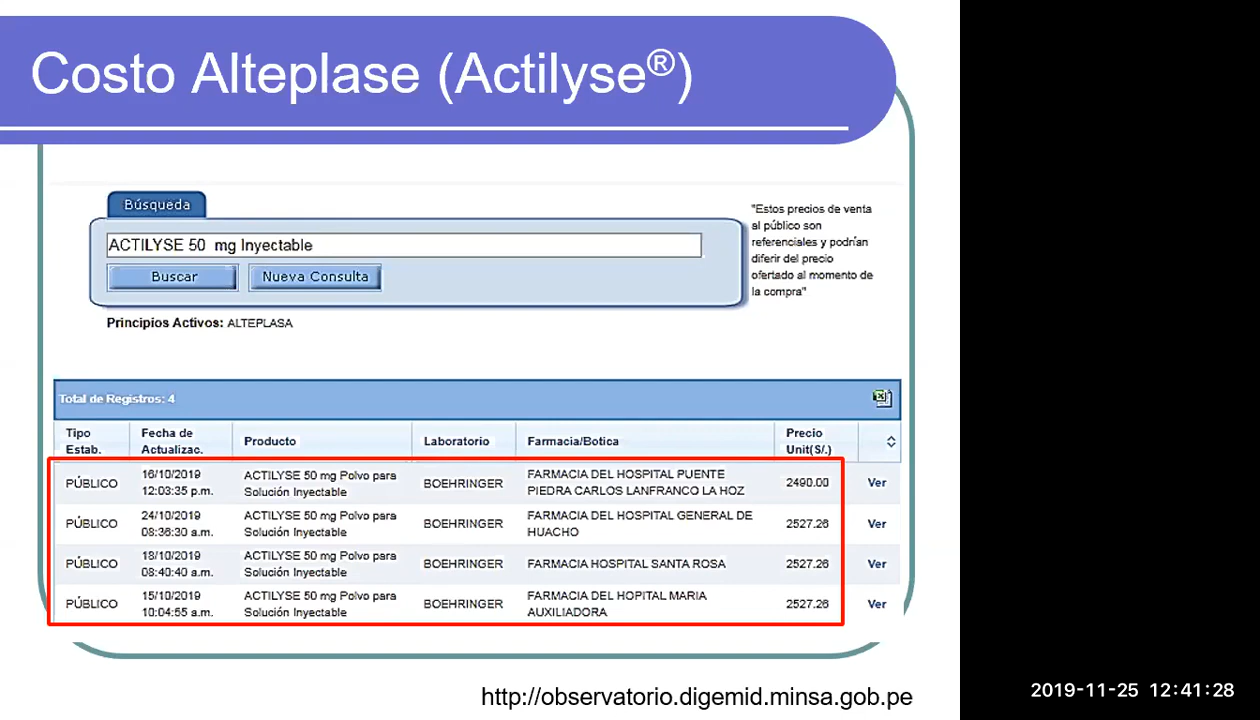 Costo Alteplase (Actilyse®)
Búsqueda
ACTILYSE 50 mg Inyectable
Buscar
Nueva Consulta
"Estos precios de venta
al público son
referenciales y podrían
diferir del precio
ofertado al momento de
la compra"
Principios Activos: ALTEPLASA
Total de Registros: 4
Tipo Estab. Fecha de Actualizac. Producto Laboratorio Farmacia/Botica Precio Unit(S/.)
PÚBLICO 16/10/2019 12:03:35 p.m. ACTILYSE 50 mg Polvo para Solución Inyectable BOEHRINGER FARMACIA DEL HOSPITAL PUENTE PIEDRA CARLOS LANFRANCO LA HOZ 2490.00 Ver
PÚBLICO 24/10/2019 08:36:30 a.m. ACTILYSE 50 mg Polvo para Solución Inyectable BOEHRINGER FARMACIA DEL HOSPITAL GENERAL DE HUACHO 2527.26 Ver
PÚBLICO 18/10/2019 08:40:40 a.m. ACTILYSE 50 mg Polvo para Solución Inyectable BOEHRINGER FARMACIA HOSPITAL SANTA ROSA 2527.26 Ver
PÚBLICO 15/10/2019 10:04:55 a.m. ACTILYSE 50 mg Polvo para Solución Inyectable BOEHRINGER FARMACIA DEL HOPITAL MARIA AUXILIADORA 2527.26 Ver
http://observatorio.digemid.minsa.gob.pe
2019-11-25 12:41:28